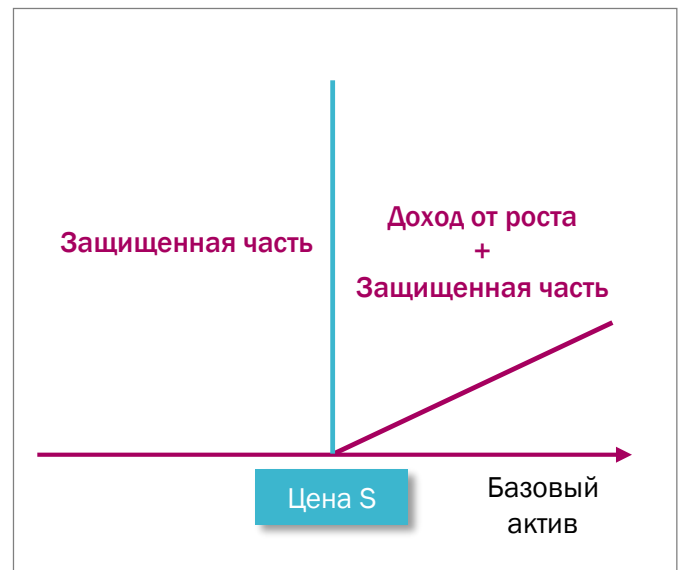 Защищенная часть
Доход от роста
+
Защищенная часть
Цена S
Базовый
актив